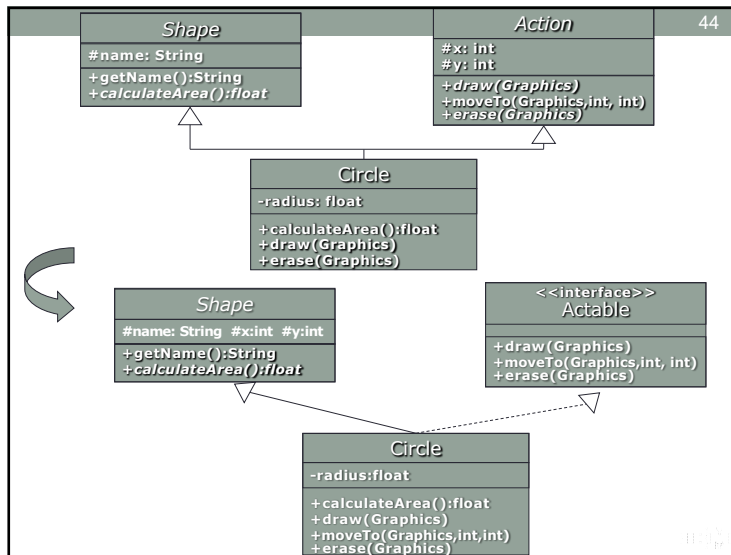 44
Shape
#name: String
+getName():String
+calculateArea():float
Action
#x: int
#y: int
+draw(Graphics)
+moveTo(Graphics,int, int)
+erase(Graphics)
Circle
-radius: float
+calculateArea():float
+draw(Graphics)
+erase(Graphics)
Shape
#name: String #x:int #y:int
+getName():String
+calculateArea():float
<<interface>>
Actable
+draw(Graphics)
+moveTo(Graphics,int, int)
+erase(Graphics)
Circle
-radius:float
+calculateArea():float
+draw(Graphics)
+moveTo(Graphics,int,int)
+erase(Graphics)